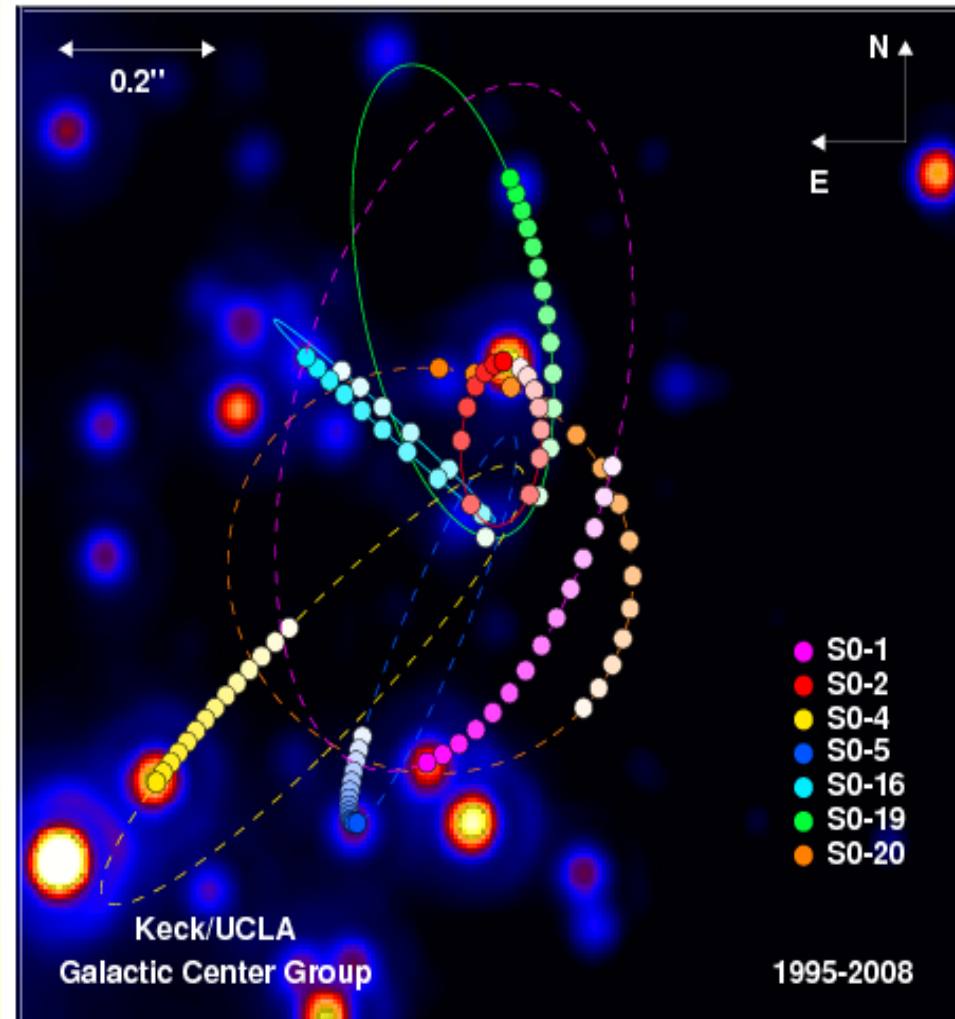 0.2"
N
E
S0-1
S0-2
S0-4
S0-5
S0-16
S0-19
S0-20
Keck/UCLA
Galactic Center Group
1995-2008